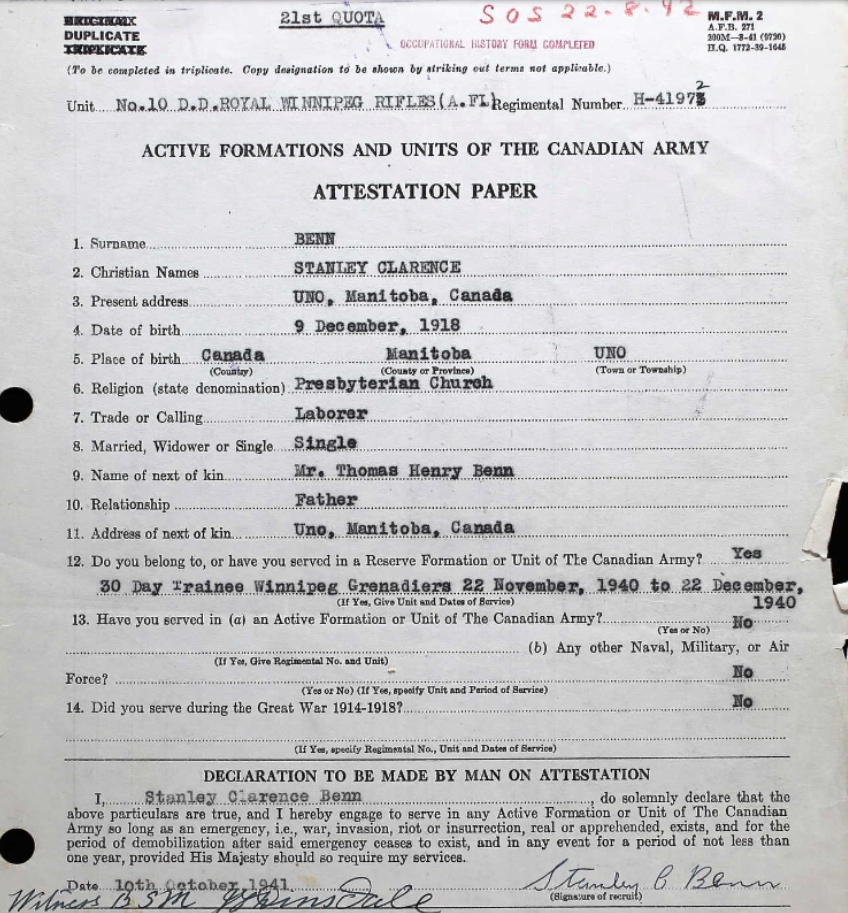 ORIGINAL 21st QUOTA SOS 22-8-42 M.F.M. 2
DUPLICATE A.F.B. 271
TRIPLICATE OCCUPATIONAL HISTORY FORM COMPLETED 300M—8-41 (9730)
H.Q. 1772-39-1645
(To be completed in triplicate. Copy designation to be shown by striking out terms not applicable.)
Unit No.10 D.D.ROYAL WINNIPEG RIFLES(A.F) Regimental Number H-41972
ACTIVE FORMATIONS AND UNITS OF THE CANADIAN ARMY
ATTESTATION PAPER
1. Surname BENN
2. Christian Names STANLEY CLARENCE
3. Present address UNO, Manitoba, Canada
4. Date of birth 9 December, 1918
5. Place of birth Canada Manitoba UNO
(Country) (County or Province) (Town or Township)
6. Religion (state denomination) Presbyterian Church
7. Trade or Calling Laborer
8. Married, Widower or Single Single
9. Name of next of kin Mr. Thomas Henry Benn
10. Relationship Father
11. Address of next of kin Uno, Manitoba, Canada
12. Do you belong to, or have you served in a Reserve Formation or Unit of The Canadian Army? Yes
30 Day Trainee Winnipeg Grenadiers 22 November, 1940 to 22 December,
(If Yes, Give Unit and Dates of Service) 1940
13. Have you served in (a) an Active Formation or Unit of The Canadian Army? No
(Yes or No)
(b) Any other Naval, Military, or Air
(If Yes, Give Regimental No. and Unit)
Force? No
(Yes or No) (If Yes, specify Unit and Period of Service)
14. Did you serve during the Great War 1914-1918? No
(If Yes, specify Regimental No., Unit and Dates of Service)
DECLARATION TO BE MADE BY MAN ON ATTESTATION
I, Stanley Clarence Benn, do solemnly declare that the
above particulars are true, and I hereby engage to serve in any Active Formation or Unit of The Canadian
Army so long as an emergency, i.e., war, invasion, riot or insurrection, real or apprehended, exists, and for the
period of demobilization after said emergency ceases to exist, and in any event for a period of not less than
one year, provided His Majesty should so require my services.
Date 10th October 1941. Stanley C Benn
(Signature of recruit)
Witness BSM